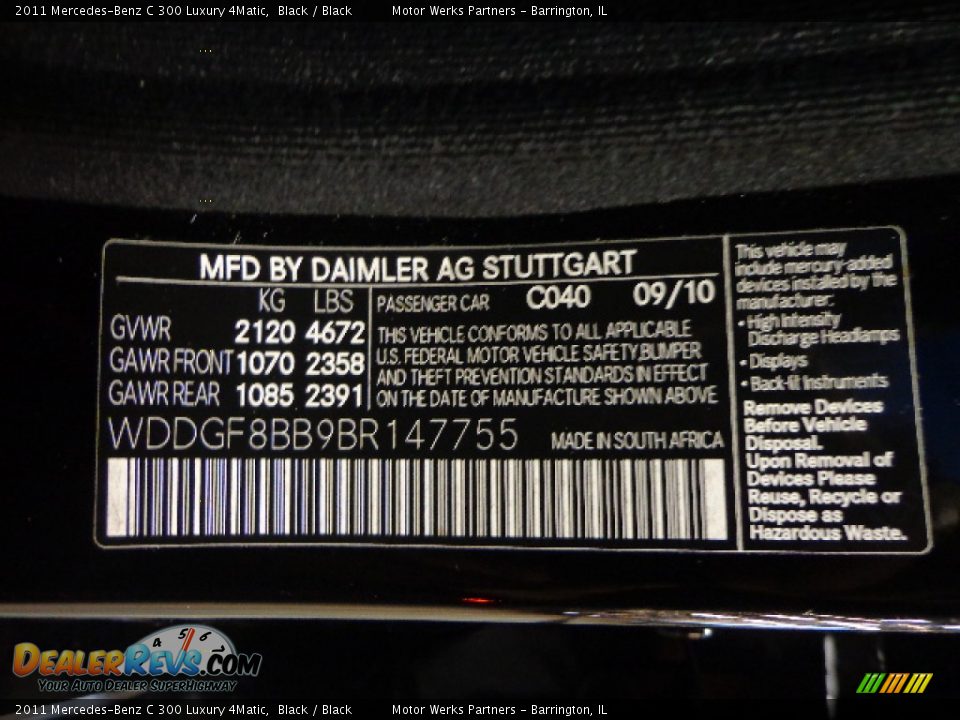 2011 Mercedes-Benz C 300 Luxury 4Matic, Black / Black Motor Werks Partners - Barrington, IL
MFD BY DAIMLER AG STUTTGART
KG LBS
GVWR 2120 4672
GAWR FRONT 1070 2358
GAWR REAR 1085 2391
PASSENGER CAR C040 09/10
THIS VEHICLE CONFORMS TO ALL APPLICABLE
U.S. FEDERAL MOTOR VEHICLE SAFETY,BUMPER
AND THEFT PREVENTION STANDARDS IN EFFECT
ON THE DATE OF MANUFACTURE SHOWN ABOVE
WDDGF8BB9BR147755 MADE IN SOUTH AFRICA
This vehicle may
include mercury-added
devices installed by the
manufacturer:
• High Intensity
Discharge Headlamps
• Displays
• Back-lit Instruments
Remove Devices
Before Vehicle
Disposal.
Upon Removal of
Devices Please
Reuse, Recycle or
Dispose as
Hazardous Waste.
4 5 6
DealerRevs.com
Your Auto Dealer SuperHighway
2011 Mercedes-Benz C 300 Luxury 4Matic, Black / Black Motor Werks Partners - Barrington, IL